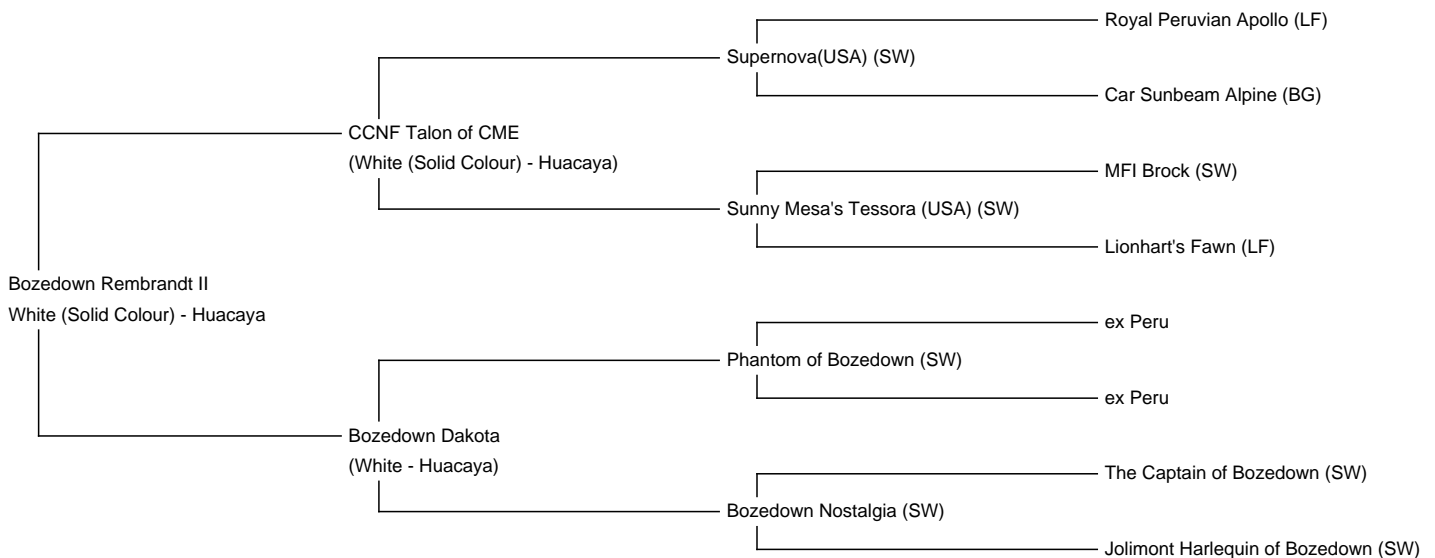 Royal Peruvian Apollo (LF)
Supernova(USA) (SW)
Car Sunbeam Alpine (BG)
CCNF Talon of CME
(White (Solid Colour) - Huacaya)
MFI Brock (SW)
Sunny Mesa's Tessora (USA) (SW)
Lionhart's Fawn (LF)
Bozedown Rembrandt II
White (Solid Colour) - Huacaya
ex Peru
Phantom of Bozedown (SW)
ex Peru
Bozedown Dakota
(White - Huacaya)
The Captain of Bozedown (SW)
Bozedown Nostalgia (SW)
Jolimont Harlequin of Bozedown (SW)